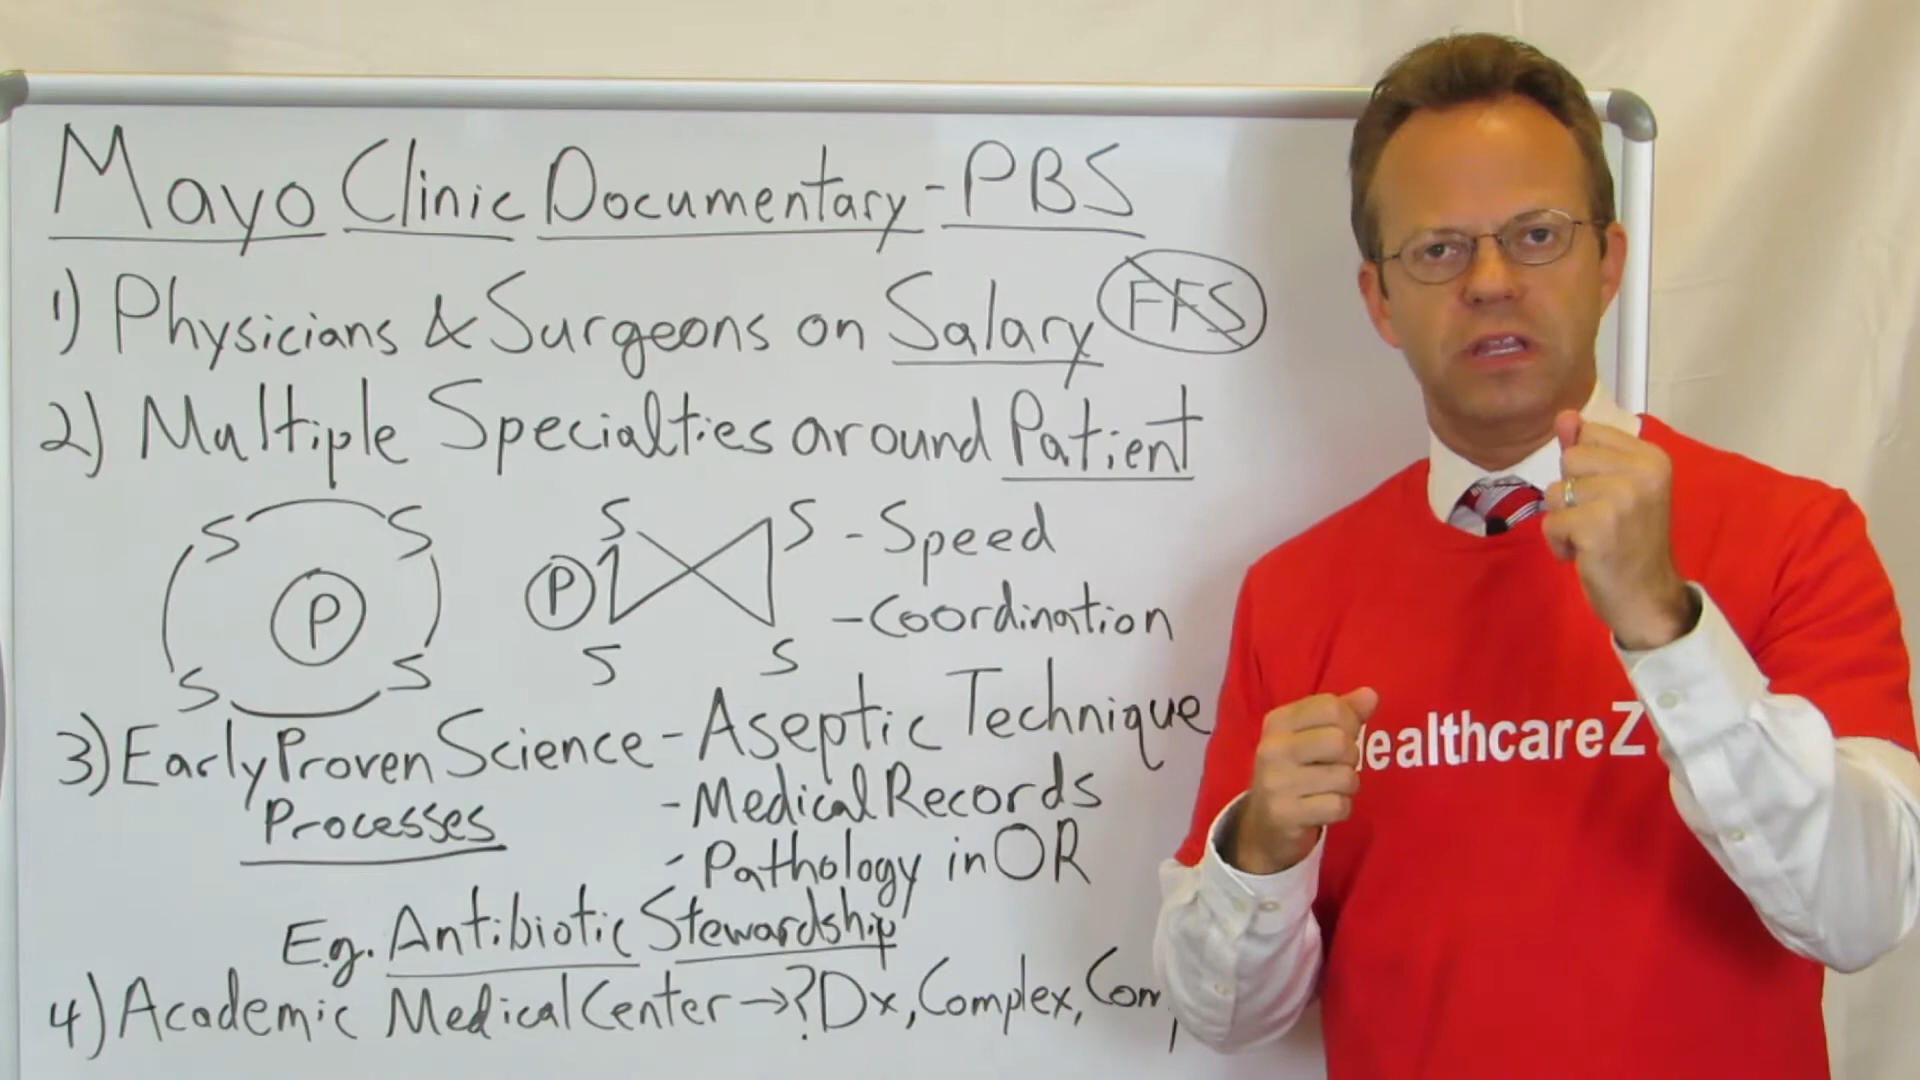 Mayo Clinic Documentary - PBS
1) Physicians & Surgeons on Salary FFS
2) Multiple Specialties around Patient
S S S S - Speed
P P - Coordination
S S S S
3) Early Proven Science - Aseptic Technique
Processes - Medical Records
- Pathology in OR
E.g. Antibiotic Stewardship
4) Academic Medical Center → ? Dx, Complex,
ealthcareZ